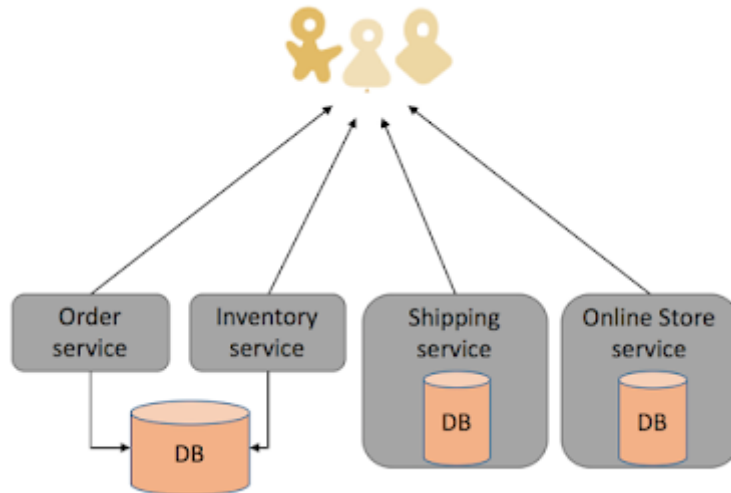 Order
service
Inventory
service
Shipping
service
Online Store
service
DB
DB
DB